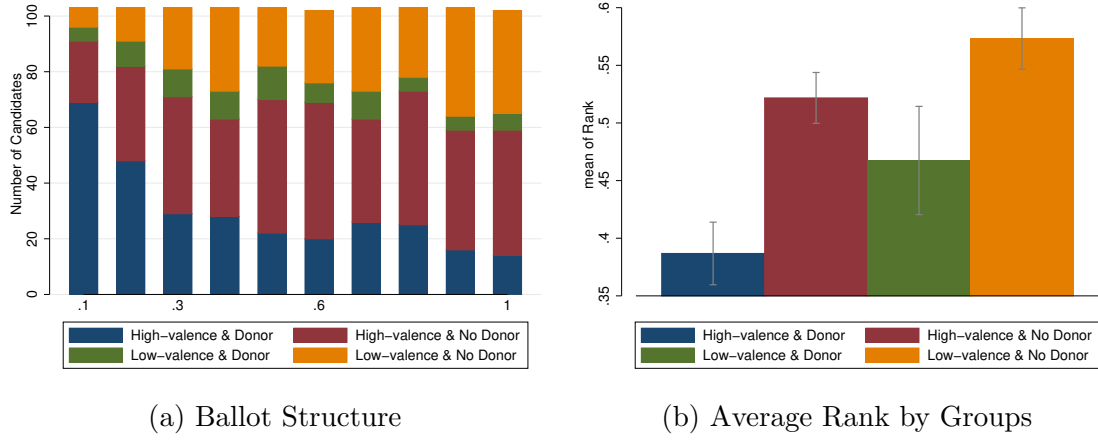 Number of Candidates
100
80
60
40
20
0
.1
.3
.6
1
High-valence & Donor
High-valence & No Donor
Low-valence & Donor
Low-valence & No Donor
(a) Ballot Structure
mean of Rank
.6
.55
.5
.45
.4
.35
High-valence & Donor
High-valence & No Donor
Low-valence & Donor
Low-valence & No Donor
(b) Average Rank by Groups